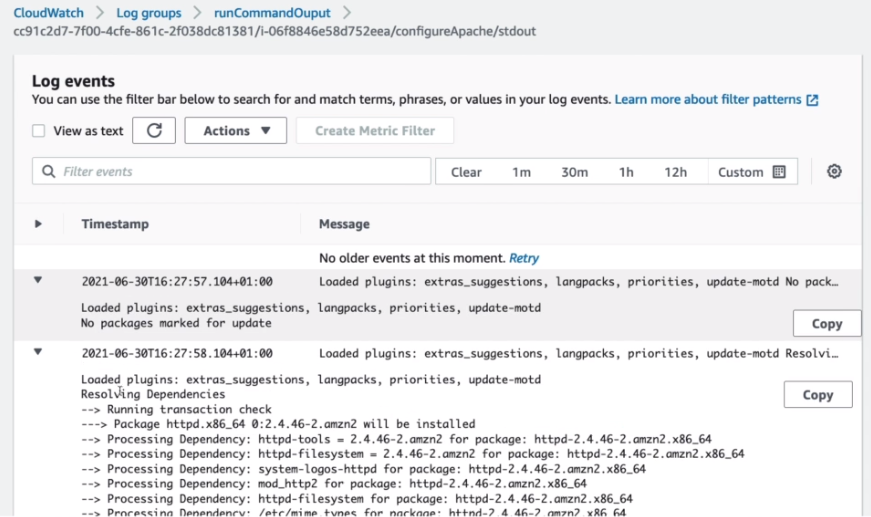 CloudWatch > Log groups > runCommandOuput >
cc91c2d7-7f00-4cfe-861c-2f038dc81381/i-06f8846e58d752eea/configureApache/stdout
Log events
You can use the filter bar below to search for and match terms, phrases, or values in your log events. Learn more about filter patterns
View as text Actions Create Metric Filter
Filter events Clear 1m 30m 1h 12h Custom
Timestamp Message
No older events at this moment. Retry
2021-06-30T16:27:57.104+01:00 Loaded plugins: extras_suggestions, langpacks, priorities, update-motd No pack…
Loaded plugins: extras_suggestions, langpacks, priorities, update-motd
No packages marked for update
Copy
2021-06-30T16:27:58.104+01:00 Loaded plugins: extras_suggestions, langpacks, priorities, update-motd Resolvi…
Loaded plugins: extras_suggestions, langpacks, priorities, update-motd
Resolving Dependencies
Copy
--> Running transaction check
---> Package httpd.x86_64 0:2.4.46-2.amzn2 will be installed
--> Processing Dependency: httpd-tools = 2.4.46-2.amzn2 for package: httpd-2.4.46-2.amzn2.x86_64
--> Processing Dependency: httpd-filesystem = 2.4.46-2.amzn2 for package: httpd-2.4.46-2.amzn2.x86_64
--> Processing Dependency: system-logos-httpd for package: httpd-2.4.46-2.amzn2.x86_64
--> Processing Dependency: mod_http2 for package: httpd-2.4.46-2.amzn2.x86_64
--> Processing Dependency: httpd-filesystem for package: httpd-2.4.46-2.amzn2.x86_64
--> Processing Dependency: /etc/mime.types for package: httpd-2.4.46-2.amzn2.x86_64